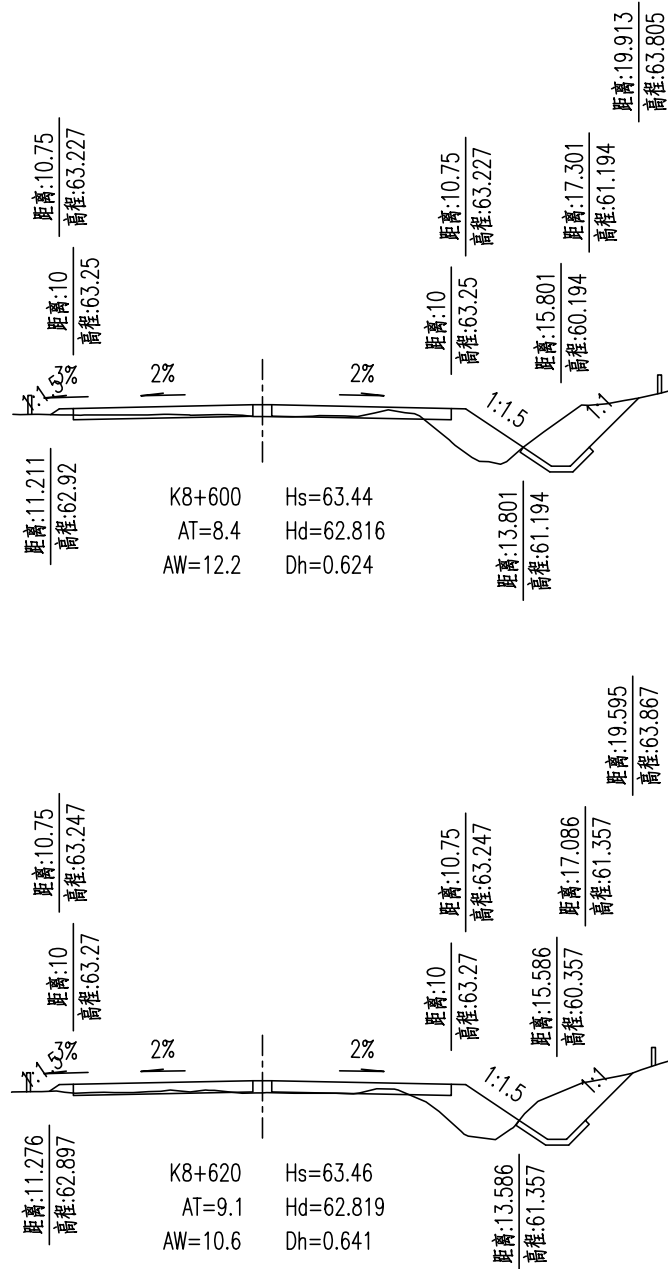 距离:19.913
高程:63.805
距离:10.75
高程:63.227
距离:10.75
高程:63.227
距离:17.301
高程:61.194
距离:10
高程:63.25
距离:10
高程:63.25
距离:15.801
高程:60.194
1:1.5
3%
2%
2%
1:1.5
1:1
距离:11.211
高程:62.92
距离:13.801
高程:61.194
K8+600 Hs=63.44
AT=8.4 Hd=62.816
AW=12.2 Dh=0.624
距离:19.595
高程:63.867
距离:10.75
高程:63.247
距离:10.75
高程:63.247
距离:17.086
高程:61.357
距离:10
高程:63.27
距离:10
高程:63.27
距离:15.586
高程:60.357
1:1.5
3%
2%
2%
1:1.5
1:1
距离:11.276
高程:62.897
距离:13.586
高程:61.357
K8+620 Hs=63.46
AT=9.1 Hd=62.819
AW=10.6 Dh=0.641